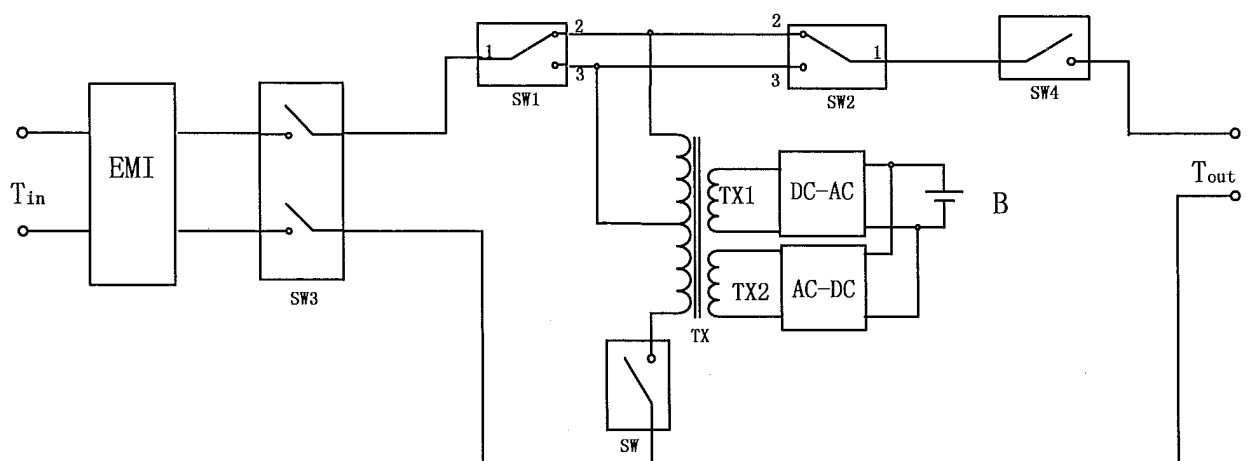 2
2
1
1
3
3
SW1
SW2
SW4
EMI
Tin
SW3
TX1
DC-AC
B
Tout
TX2
AC-DC
TX
SW